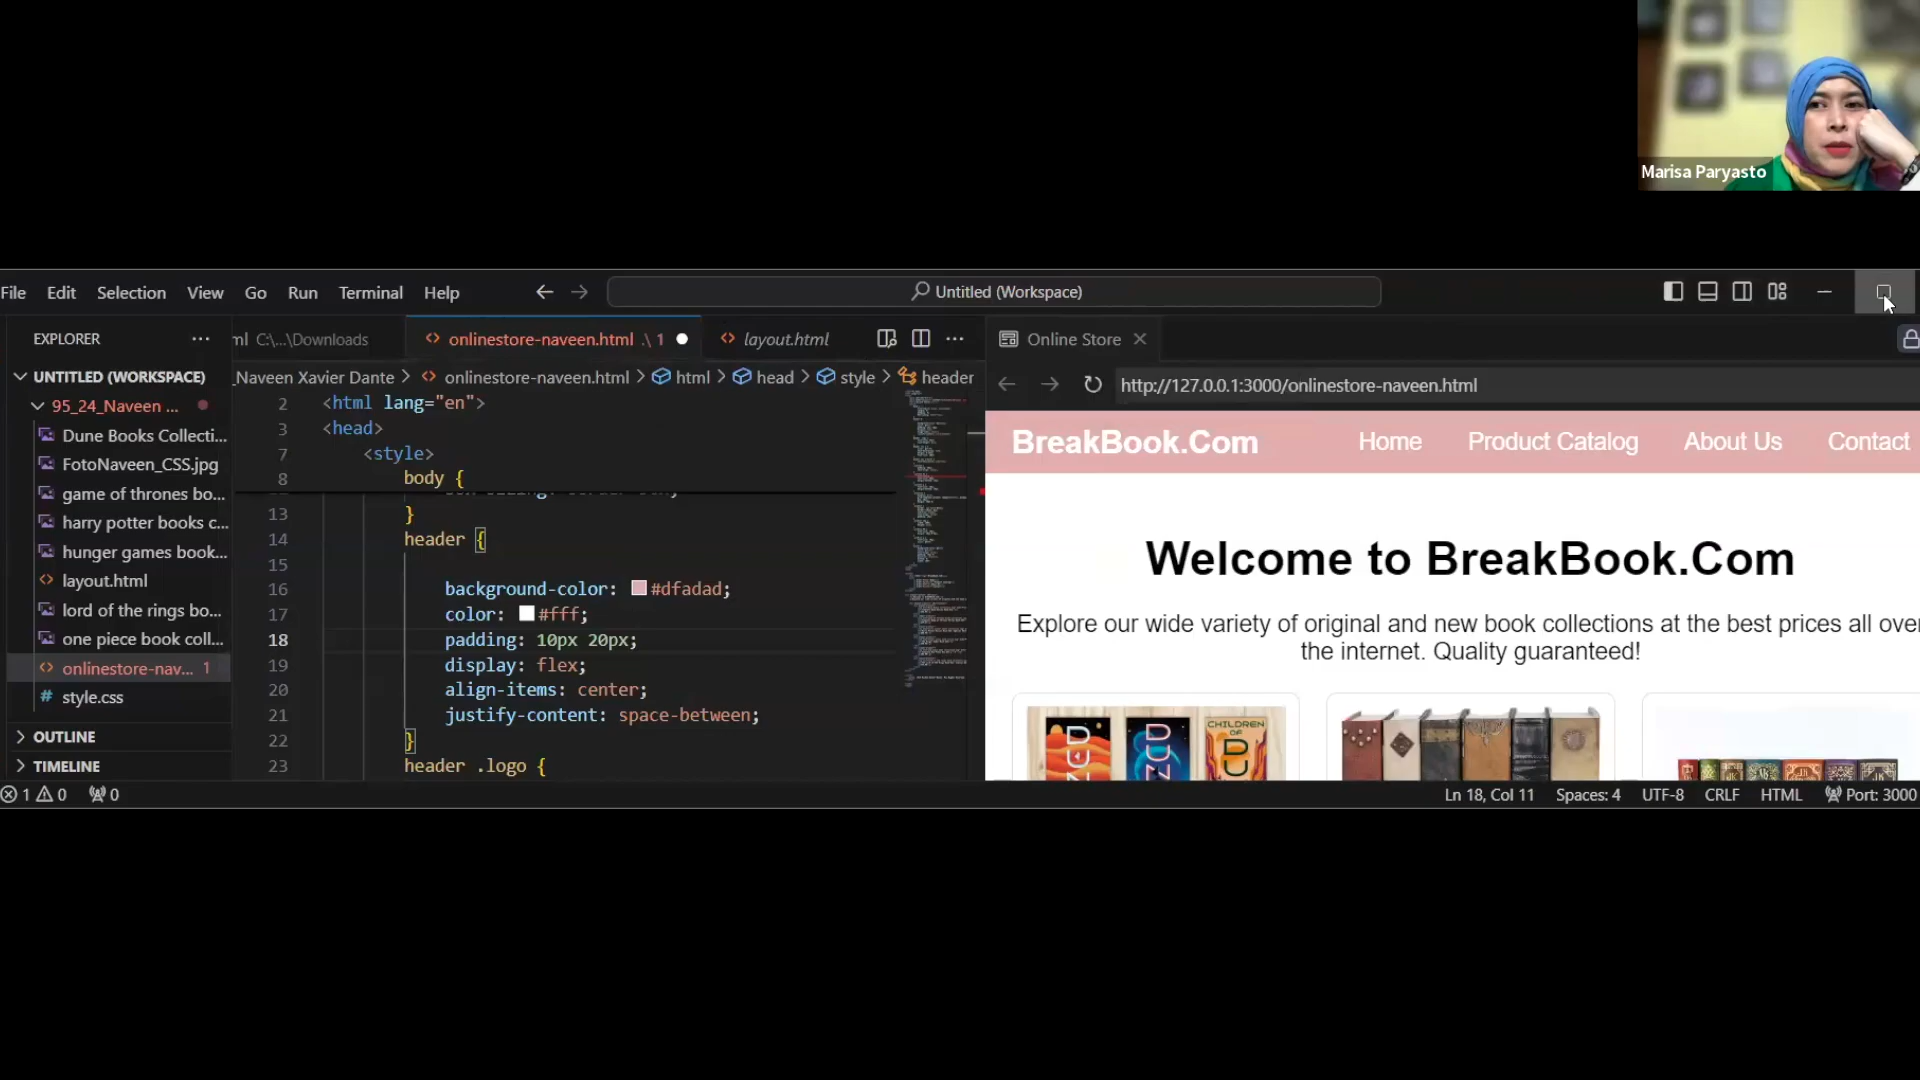 Marisa Paryasto
File Edit Selection View Go Run Terminal Help
Untitled (Workspace)
EXPLORER
UNTITLED (WORKSPACE)
95_24_Naveen ...
Dune Books Collecti...
FotoNaveen_CSS.jpg
game of thrones bo...
harry potter books c...
hunger games book...
layout.html
lord of the rings bo...
one piece book coll...
onlinestore-nav... 1
style.css
OUTLINE
TIMELINE
ml C:\...\Downloads
onlinestore-naveen.html .\ 1
layout.html
_Naveen Xavier Dante > onlinestore-naveen.html > html > head > style > header
2 <html lang="en">
3 <head>
7 <style>
8 body {
13 }
14 header {
15
16 background-color: #dfadad;
17 color: #fff;
18 padding: 10px 20px;
19 display: flex;
20 align-items: center;
21 justify-content: space-between;
22 }
23 header .logo {
Online Store
http://127.0.0.1:3000/onlinestore-naveen.html
BreakBook.Com Home Product Catalog About Us Contact
Welcome to BreakBook.Com
Explore our wide variety of original and new book collections at the best prices all over
the internet. Quality guaranteed!
CHILDREN
OF
1 0 0
Ln 18, Col 11 Spaces: 4 UTF-8 CRLF HTML Port: 3000